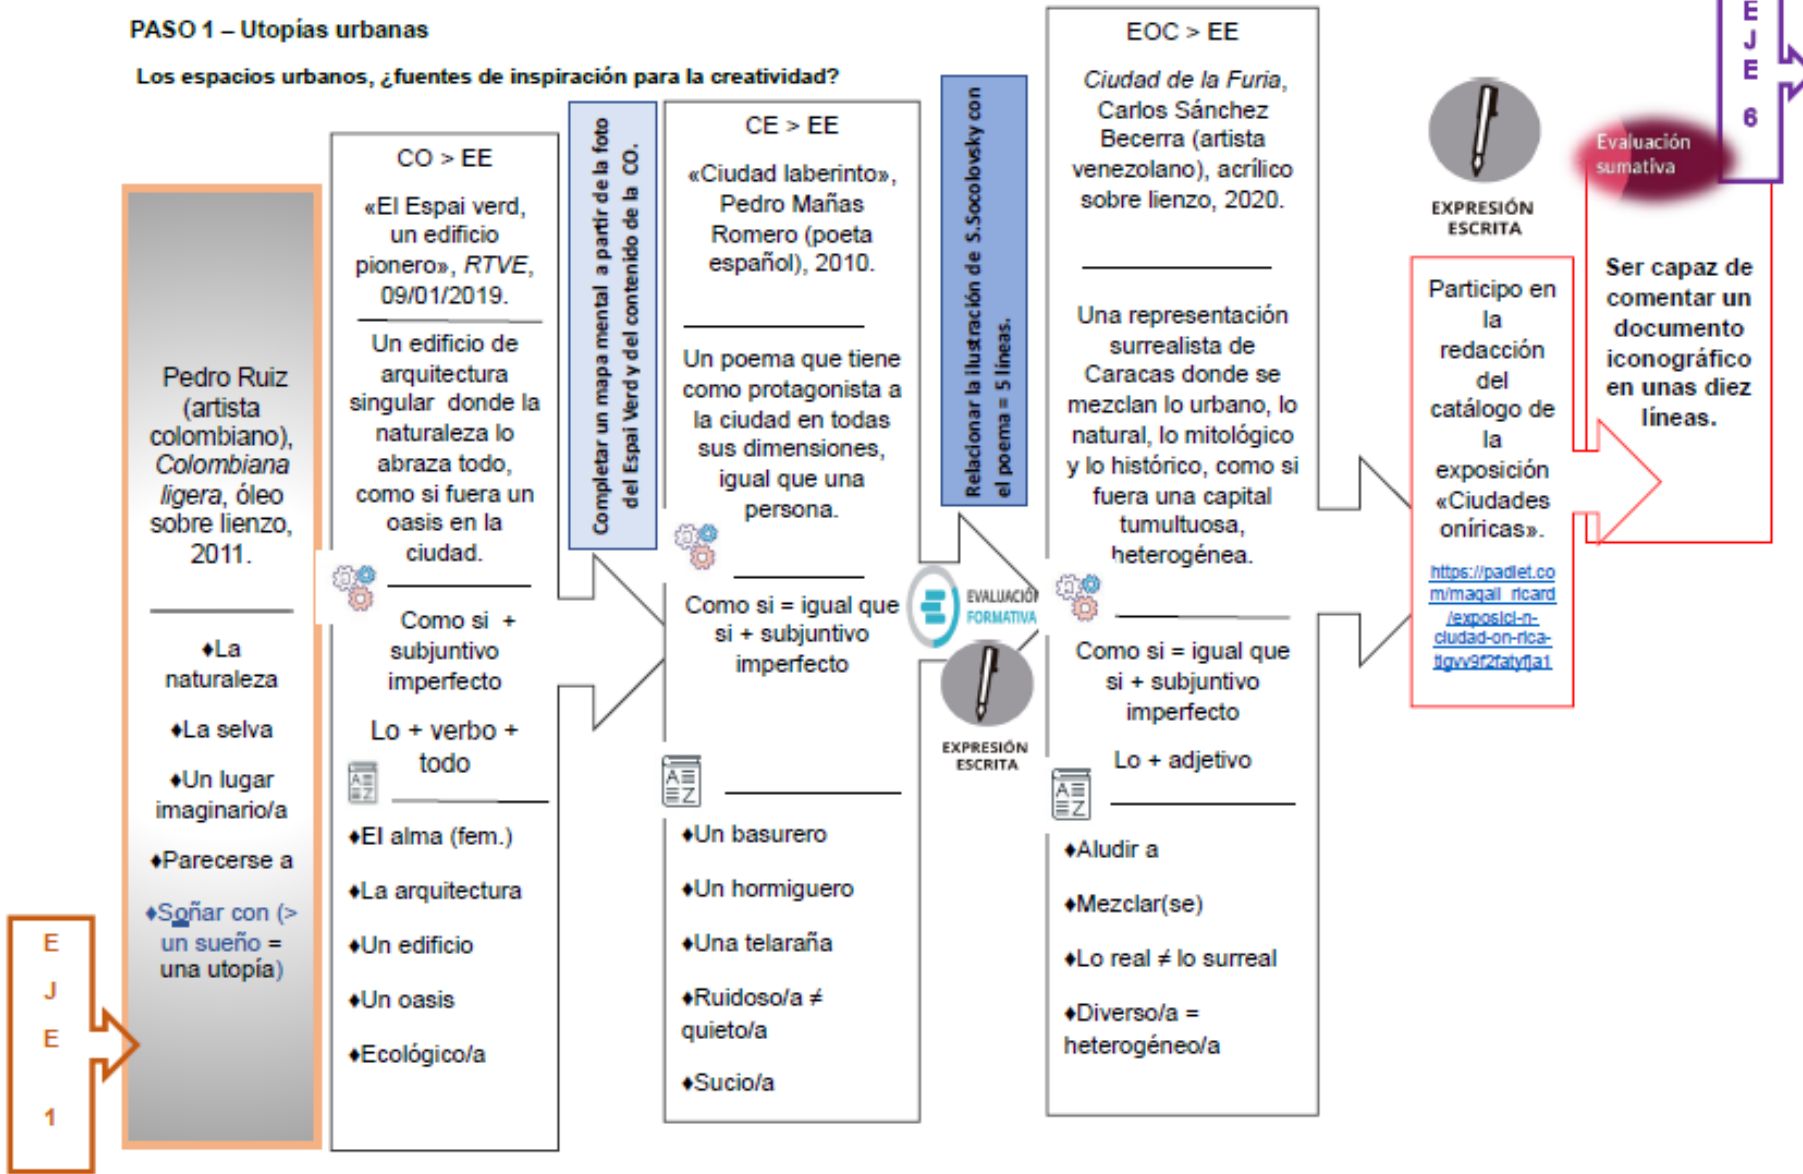 PASO 1 – Utopías urbanas
Los espacios urbanos, ¿fuentes de inspiración para la creatividad?
E
J
E
1
Pedro Ruiz
(artista
colombiano),
Colombiana
ligera, óleo
sobre lienzo,
2011.
♦La
naturaleza
♦La selva
♦Un lugar
imaginario/a
♦Parecerse a
♦Soñar con (>
un sueño =
una utopía)
CO > EE
«El Espai verd,
un edificio
pionero», RTVE,
09/01/2019.
Un edificio de
arquitectura
singular donde la
naturaleza lo
abraza todo,
como si fuera un
oasis en la
ciudad.
Como si +
subjuntivo
imperfecto
Lo + verbo +
todo
♦El alma (fem.)
♦La arquitectura
♦Un edificio
♦Un oasis
♦Ecológico/a
Completar un mapa mental a partir de la foto
del Espai Verd y del contenido de la CO.
CE > EE
«Ciudad laberinto»,
Pedro Mañas
Romero (poeta
español), 2010.
Un poema que tiene
como protagonista a
la ciudad en todas
sus dimensiones,
igual que una
persona.
Como si = igual que
si + subjuntivo
imperfecto
♦Un basurero
♦Un hormiguero
♦Una telaraña
♦Ruidoso/a ≠
quieto/a
♦Sucio/a
Relacionar la ilustración de S.Socolovsky con
el poema = 5 líneas.
EVALUACIÓN
FORMATIVA
EXPRESIÓN
ESCRITA
EOC > EE
Ciudad de la Furia,
Carlos Sánchez
Becerra (artista
venezolano), acrílico
sobre lienzo, 2020.
Una representación
surrealista de
Caracas donde se
mezclan lo urbano, lo
natural, lo mitológico
y lo histórico, como si
fuera una capital
tumultuosa,
heterogénea.
Como si = igual que
si + subjuntivo
imperfecto
Lo + adjetivo
♦Aludir a
♦Mezclar(se)
♦Lo real ≠ lo surreal
♦Diverso/a =
heterogéneo/a
EXPRESIÓN
ESCRITA
Participo en
la
redacción
del
catálogo de
la
exposición
«Ciudades
oníricas».
https://padlet.co
m/magali_ricard
/exposici-n-
ciudad-on-rica-
Evaluación
sumativa
Ser capaz de
comentar un
documento
iconográfico
en unas diez
líneas.
E
J
E
6